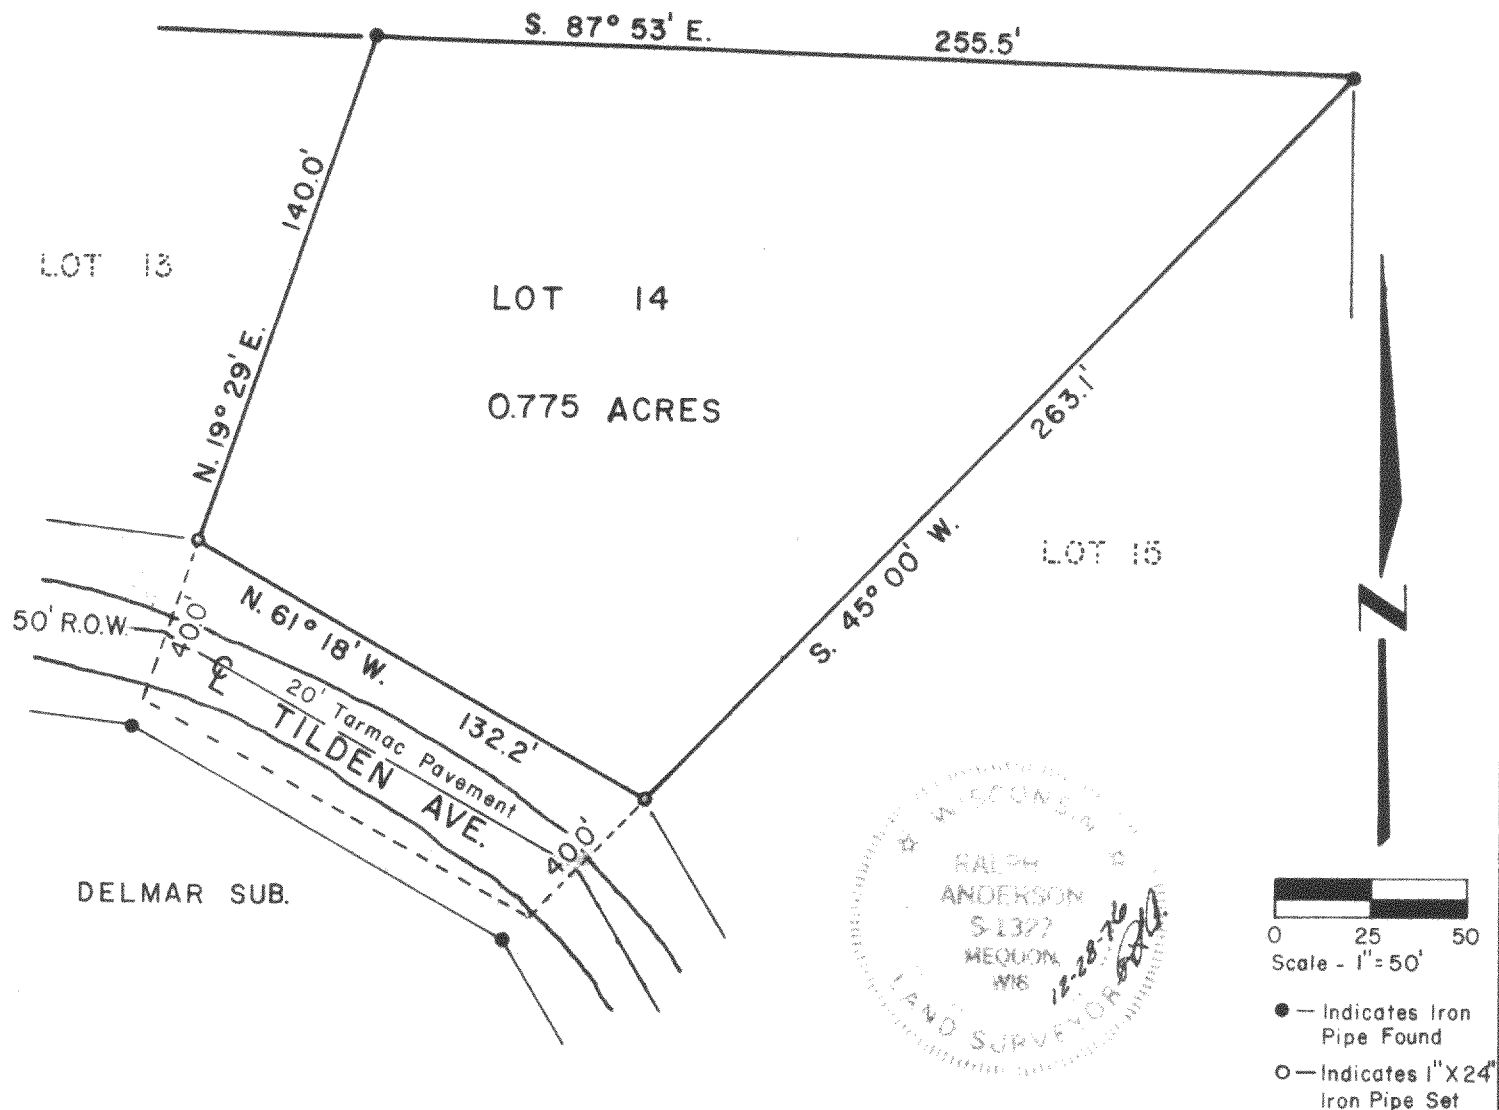 S. 87° 53' E. 255.5'
140.0'
LOT 13
N. 19° 29' E.
LOT 14
0.775 ACRES
263.1'
S. 45° 00' W.
LOT 15
N
50' R.O.W.
40.0'
N. 61° 18' W.
132.2'
℄
20' Tarmac Pavement
TILDEN AVE.
40.0'
DELMAR SUB.
WISCONSIN
RALPH
ANDERSON
S-1327
MEQUON,
WIS
LAND SURVEYOR
12-28-76
0 25 50
Scale - 1"=50'
● — Indicates Iron
Pipe Found
○ — Indicates 1" X 24"
Iron Pipe Set